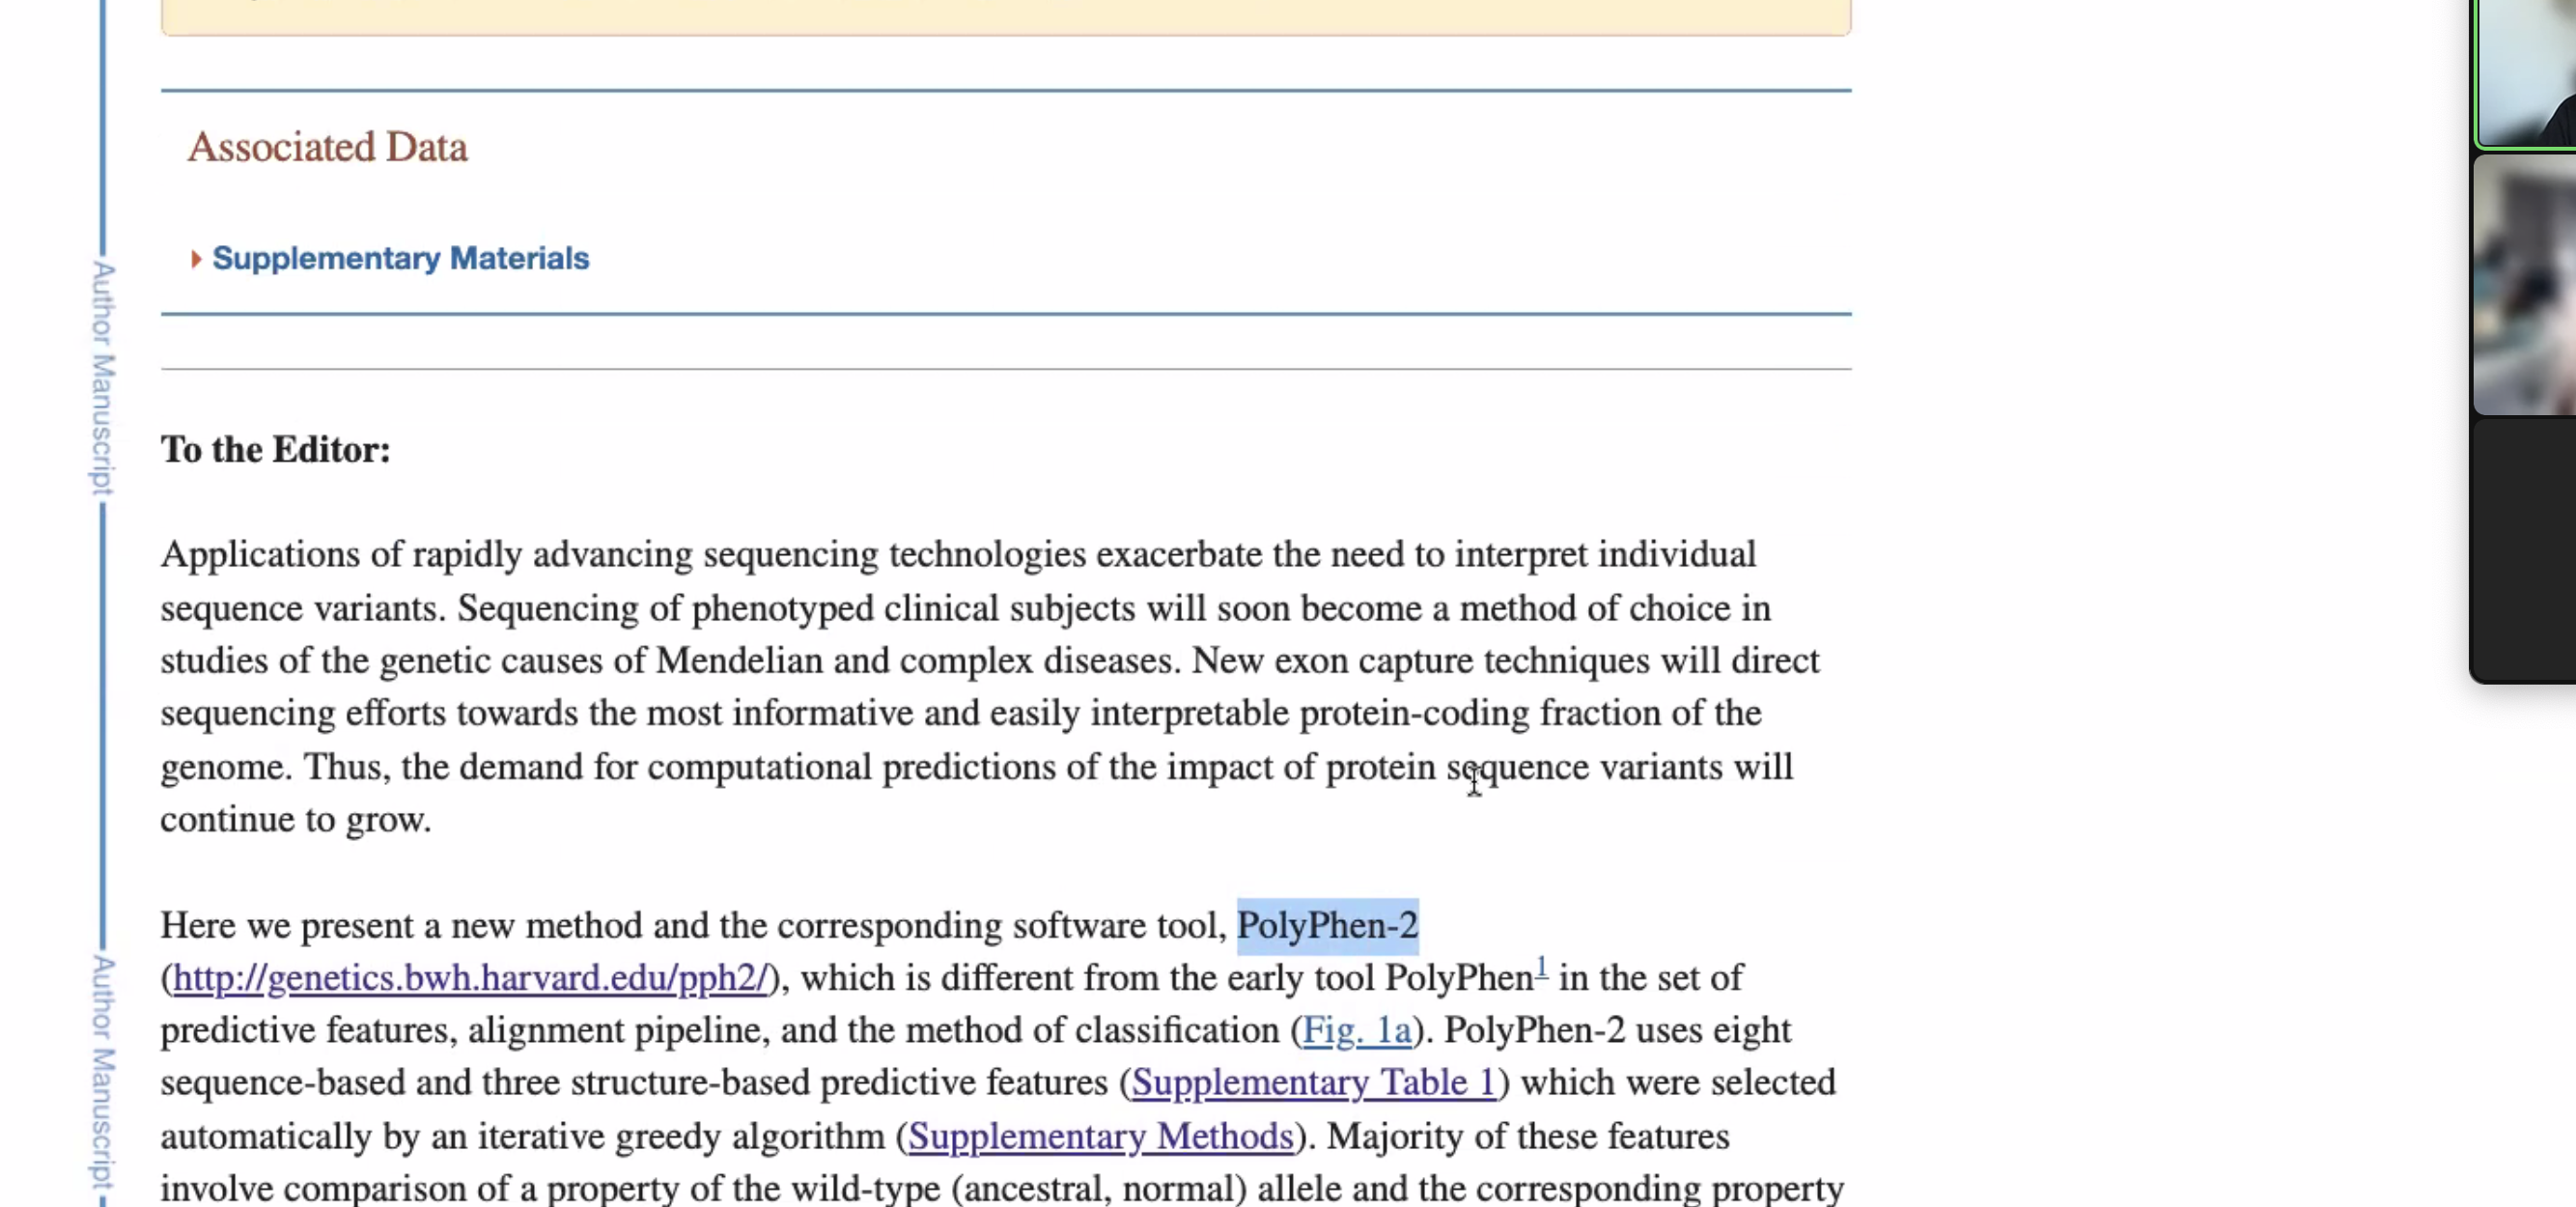 Associated Data
Supplementary Materials
To the Editor:
Applications of rapidly advancing sequencing technologies exacerbate the need to interpret individual
sequence variants. Sequencing of phenotyped clinical subjects will soon become a method of choice in
studies of the genetic causes of Mendelian and complex diseases. New exon capture techniques will direct
sequencing efforts towards the most informative and easily interpretable protein-coding fraction of the
genome. Thus, the demand for computational predictions of the impact of protein sequence variants will
continue to grow.
Here we present a new method and the corresponding software tool, PolyPhen-2
(http://genetics.bwh.harvard.edu/pph2/), which is different from the early tool PolyPhen1 in the set of
predictive features, alignment pipeline, and the method of classification (Fig. 1a). PolyPhen-2 uses eight
sequence-based and three structure-based predictive features (Supplementary Table 1) which were selected
automatically by an iterative greedy algorithm (Supplementary Methods). Majority of these features
involve comparison of a property of the wild-type (ancestral, normal) allele and the corresponding property
Author Manuscript
Author Manuscript